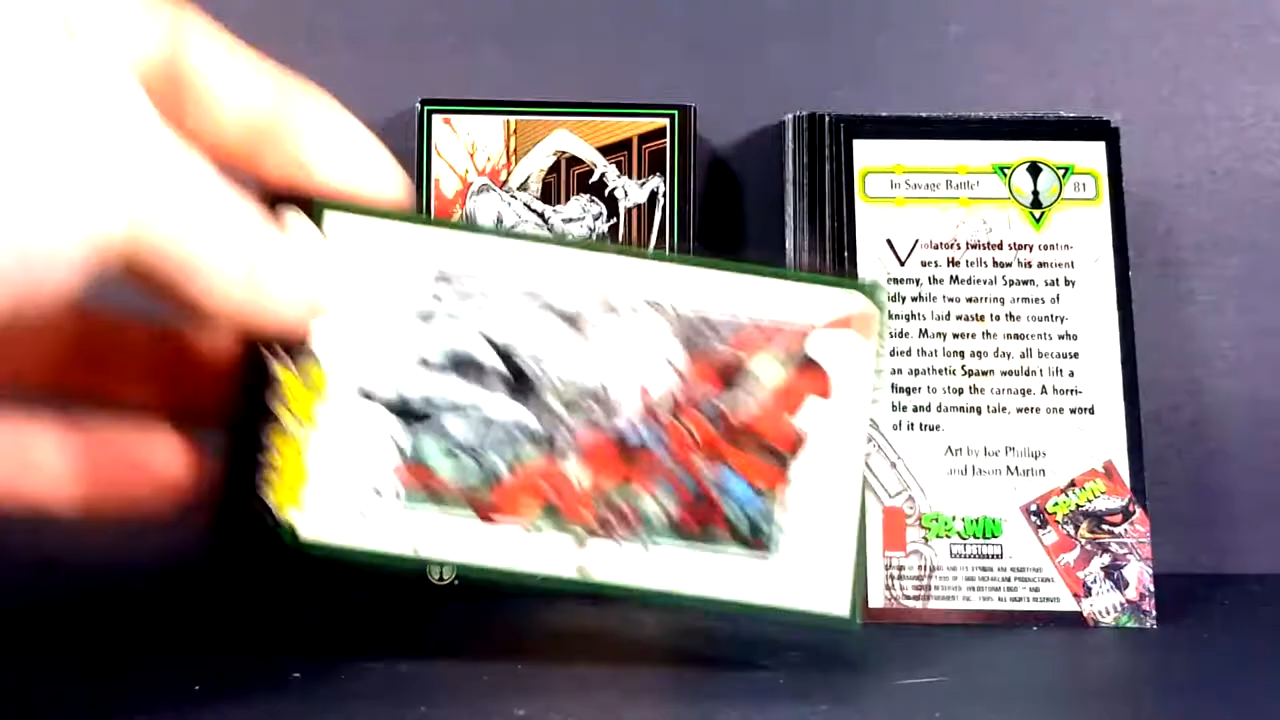 In Savage Battle!
81
Violator's twisted story contin-
ues. He tells how his ancient
enemy, the Medieval Spawn, sat by
idly while two warring armies of
knights laid waste to the country-
side. Many were the innocents who
died that long ago day, all because
an apathetic Spawn wouldn't lift a
finger to stop the carnage. A horri-
ble and damning tale, were one word
of it true.
Art by Joe Phillips
and Jason Martin
SPAWN
SPAWN
WILDSTORM